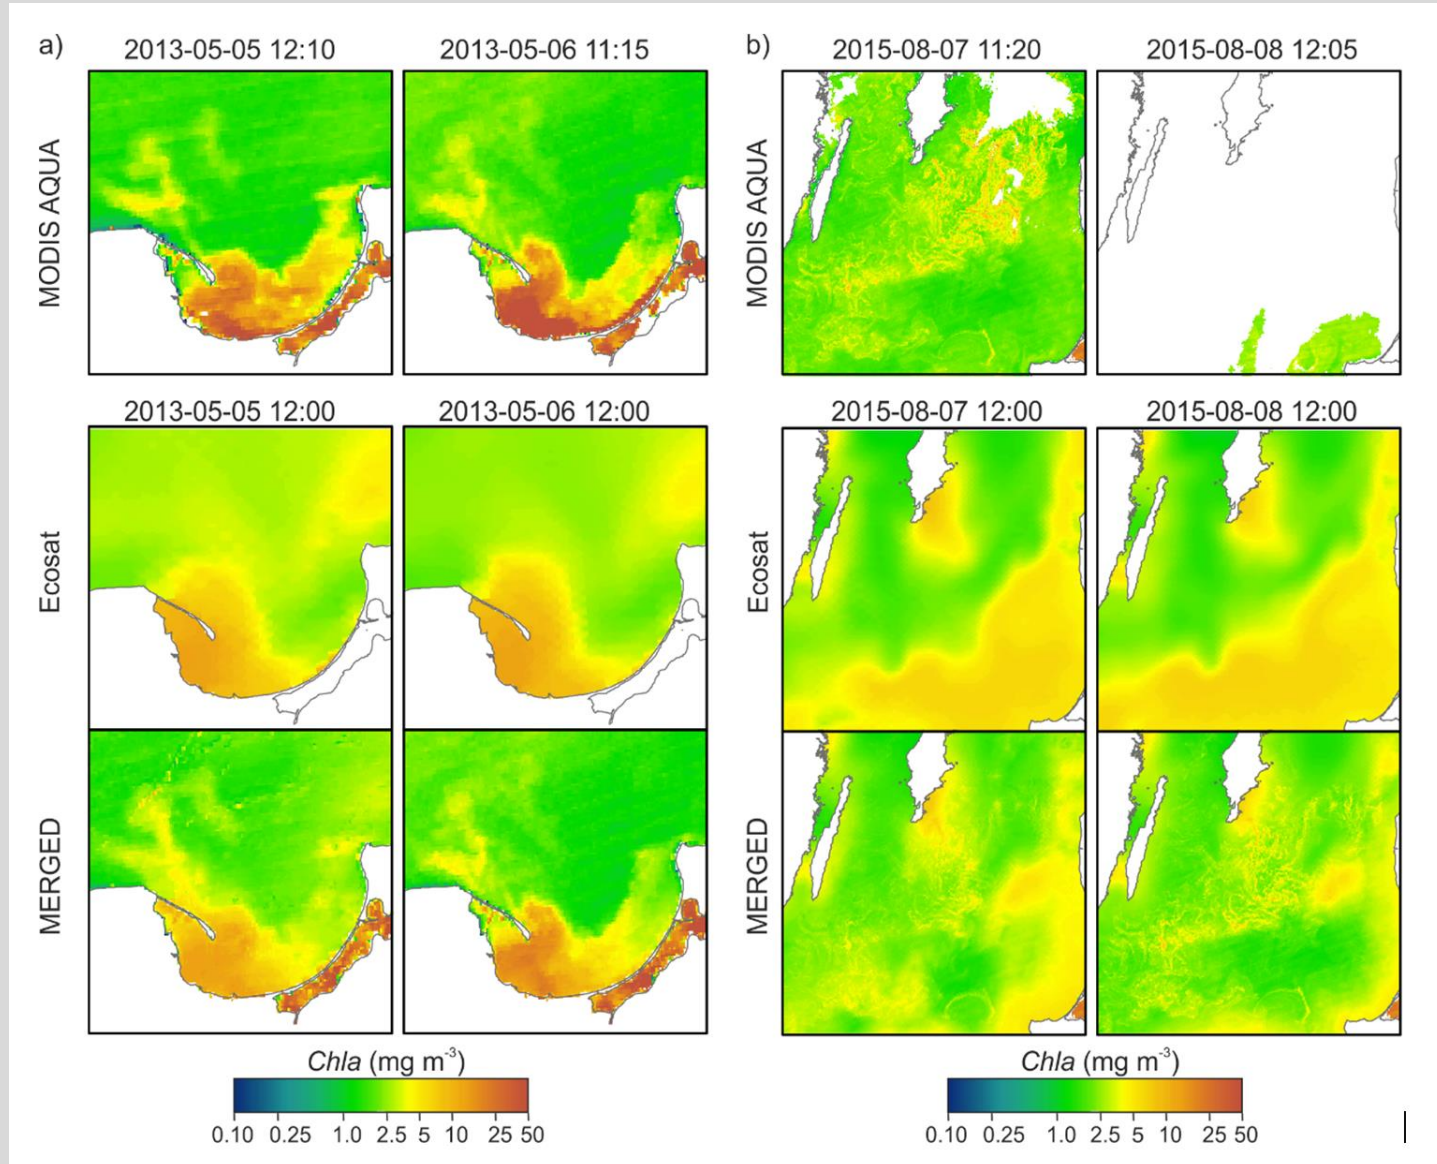 a)
2013-05-05 12:10
2013-05-06 11:15
MODIS AQUA
2013-05-05 12:00
2013-05-06 12:00
Ecosat
MERGED
Chla (mg m⁻³)
0.10 0.25 1.0 2.5 5 10 25 50
b)
2015-08-07 11:20
2015-08-08 12:05
MODIS AQUA
2015-08-07 12:00
2015-08-08 12:00
Ecosat
MERGED
Chla (mg m⁻³)
0.10 0.25 1.0 2.5 5 10 25 50